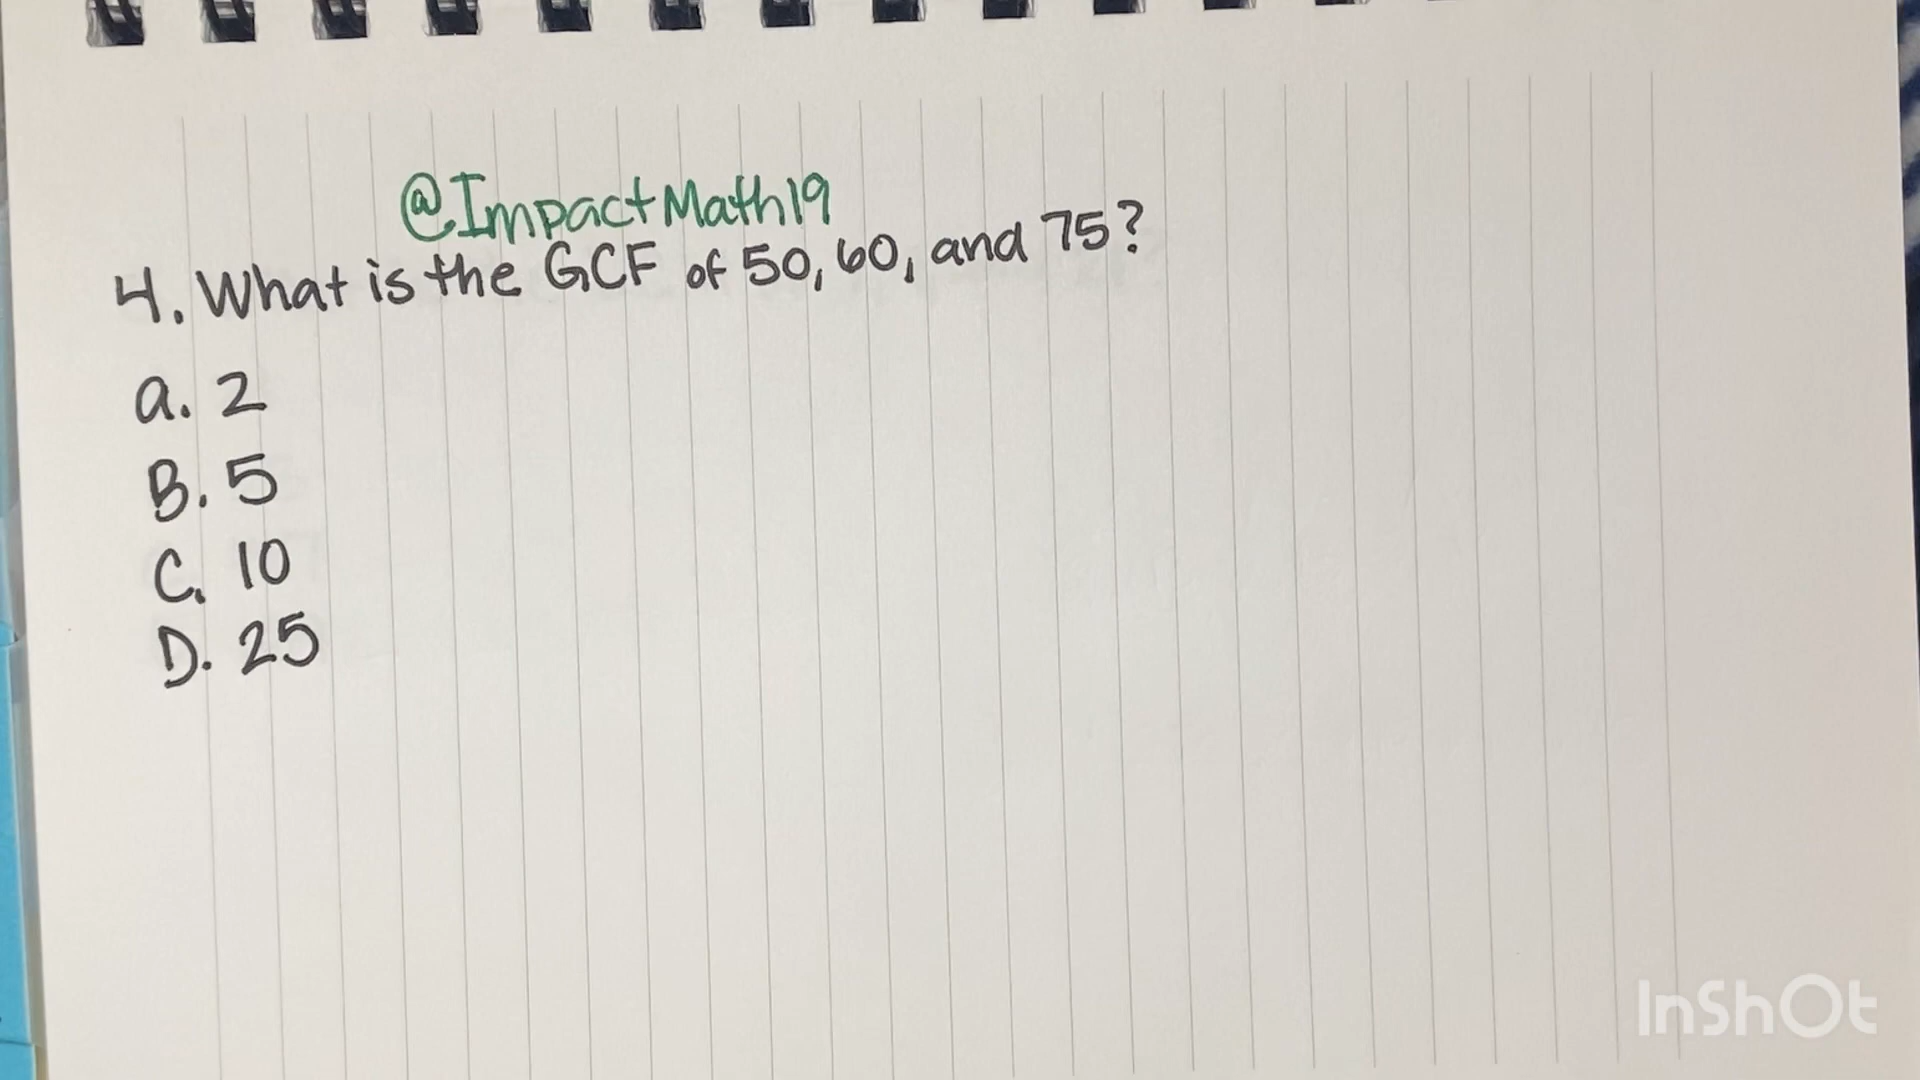 @ImpactMath19
4. What is the GCF of 50, 60, and 75?
a. 2
B. 5
C. 10
D. 25
InShOt